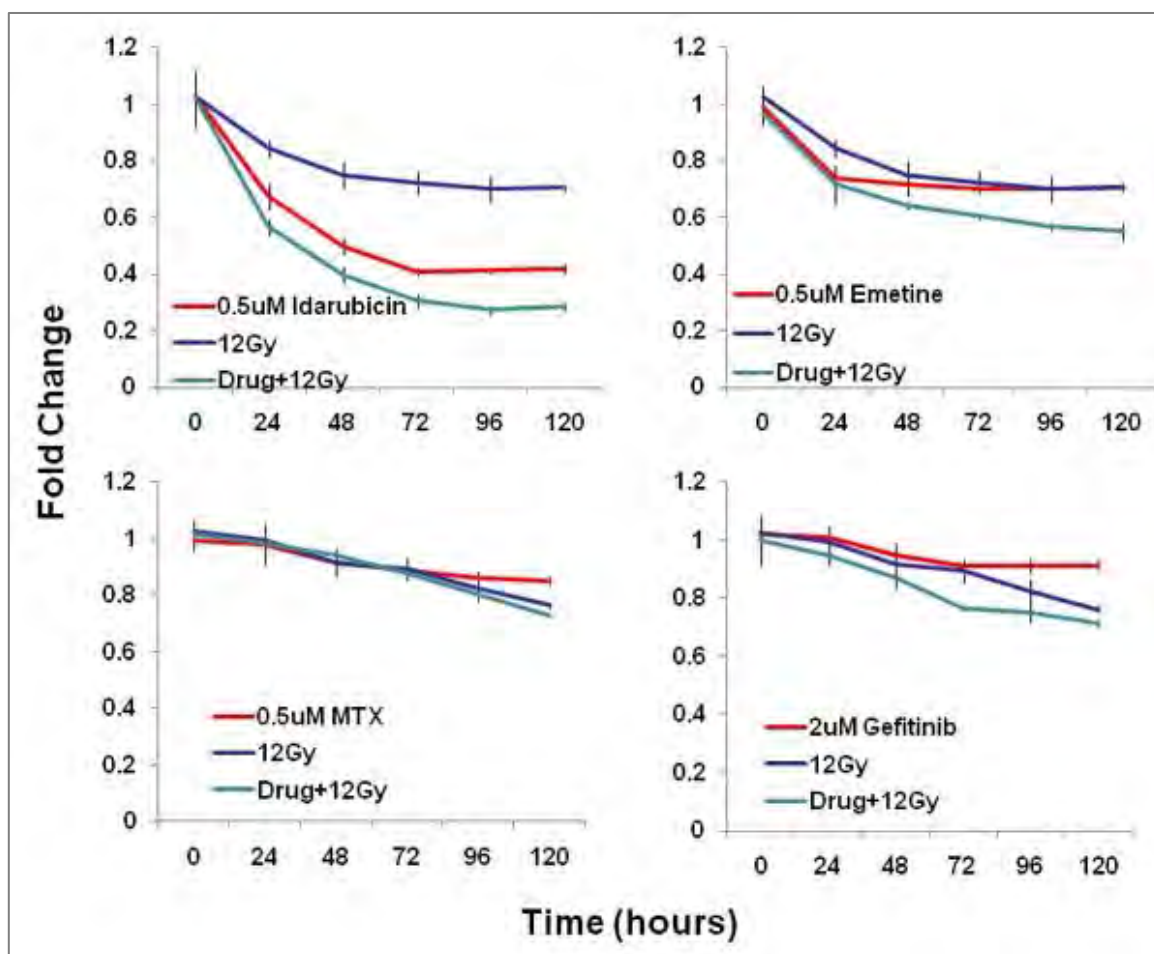 Fold Change
1.2
1
0.8
0.6
0.4
0.2
0
0.5uM Idarubicin
12Gy
Drug+12Gy
0 24 48 72 96 120
1.2
1
0.8
0.6
0.4
0.2
0
0.5uM Emetine
12Gy
Drug+12Gy
0 24 48 72 96 120
1.2
1
0.8
0.6
0.4
0.2
0
0.5uM MTX
12Gy
Drug+12Gy
0 24 48 72 96 120
1.2
1
0.8
0.6
0.4
0.2
0
2uM Gefitinib
12Gy
Drug+12Gy
0 24 48 72 96 120
Time (hours)